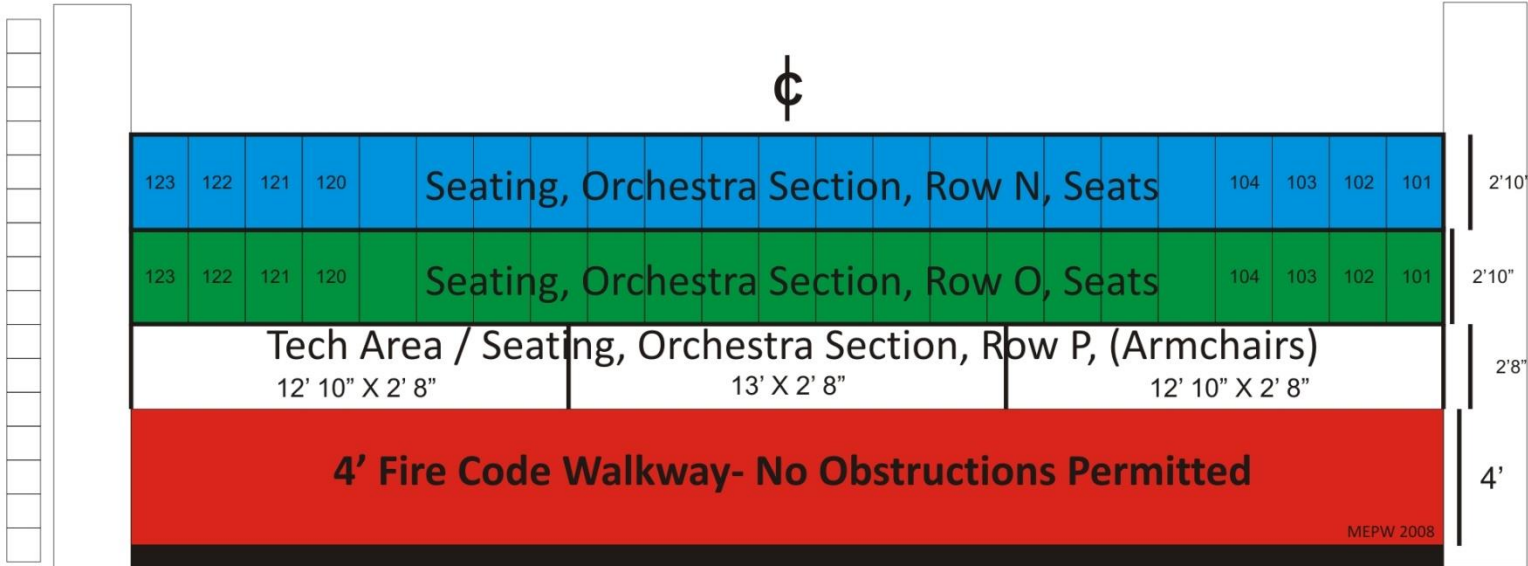 ℄
123 122 121 120 Seating, Orchestra Section, Row N, Seats 104 103 102 101 2'10"
123 122 121 120 Seating, Orchestra Section, Row O, Seats 104 103 102 101 2'10"
Tech Area / Seating, Orchestra Section, Row P, (Armchairs)
12' 10" X 2' 8" 13' X 2' 8" 12' 10" X 2' 8" 2'8"
4' Fire Code Walkway- No Obstructions Permitted 4'
MEPW 2008